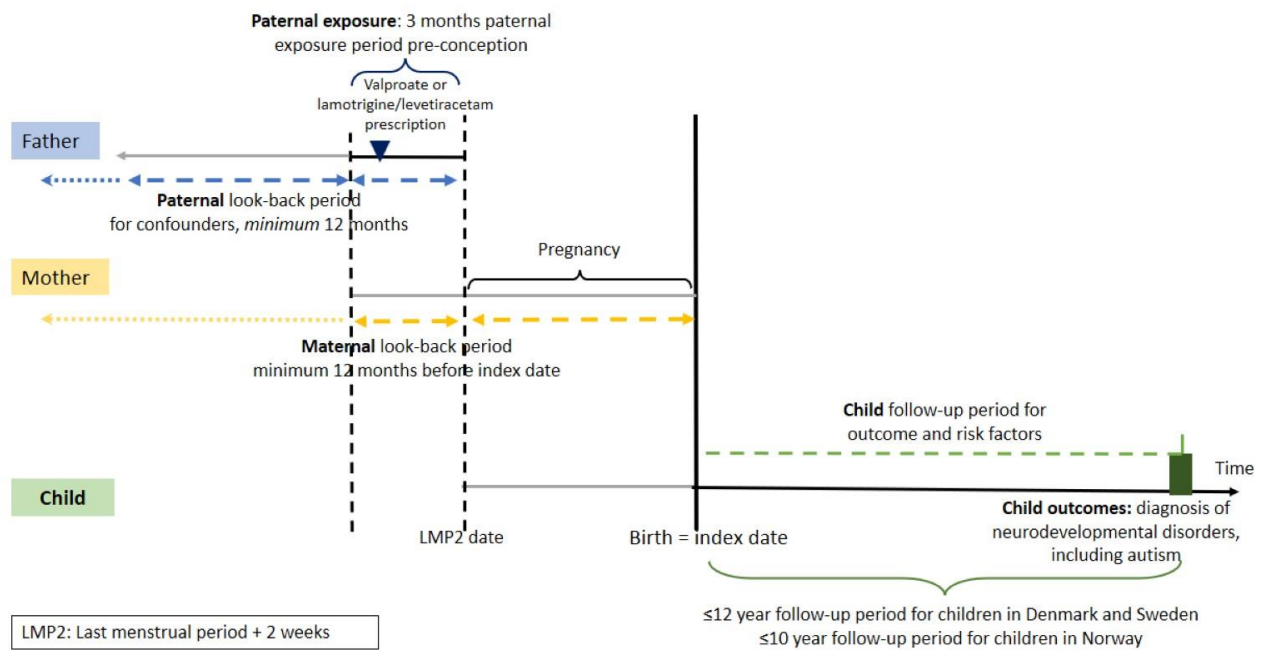 Paternal exposure: 3 months paternal
exposure period pre-conception
Valproate or
lamotrigine/levetiracetam
prescription
Father
Paternal look-back period
for confounders, minimum 12 months
Pregnancy
Mother
Maternal look-back period
minimum 12 months before index date
Child follow-up period for
outcome and risk factors
Time
Child
Child outcomes: diagnosis of
neurodevelopmental disorders,
including autism
LMP2 date
Birth = index date
≤12 year follow-up period for children in Denmark and Sweden
≤10 year follow-up period for children in Norway
LMP2: Last menstrual period + 2 weeks